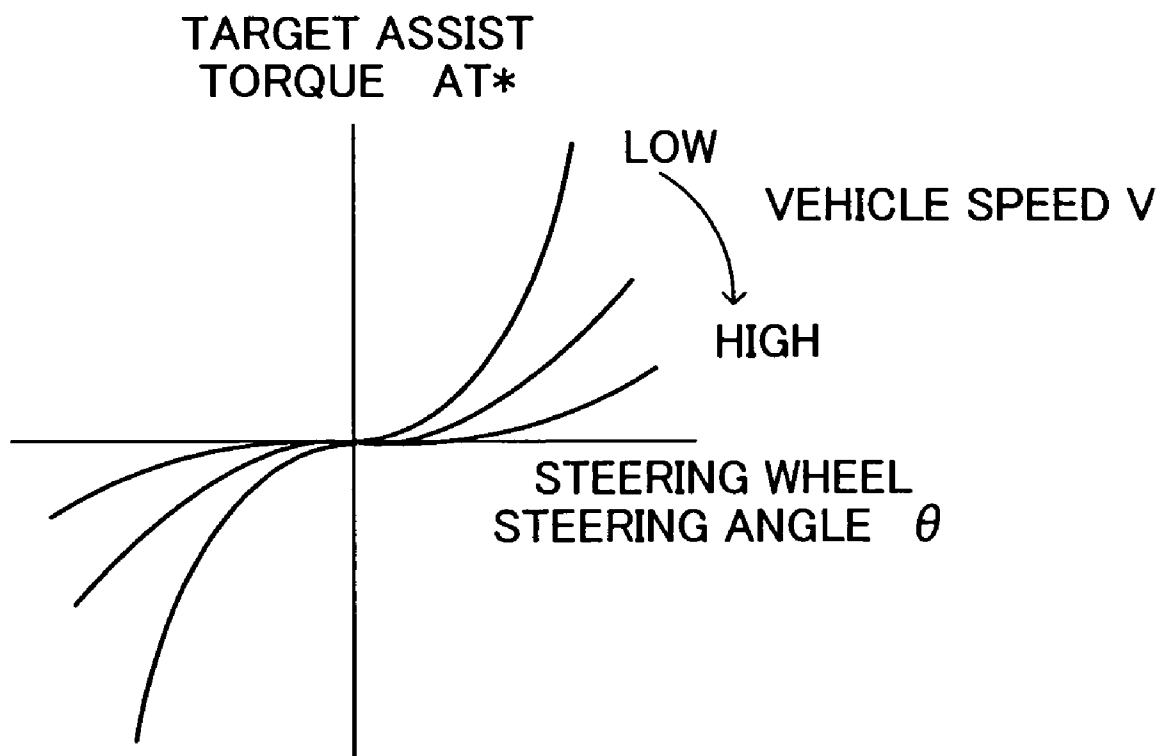 TARGET ASSIST
TORQUE AT*
LOW
VEHICLE SPEED V
HIGH
STEERING WHEEL
STEERING ANGLE θ